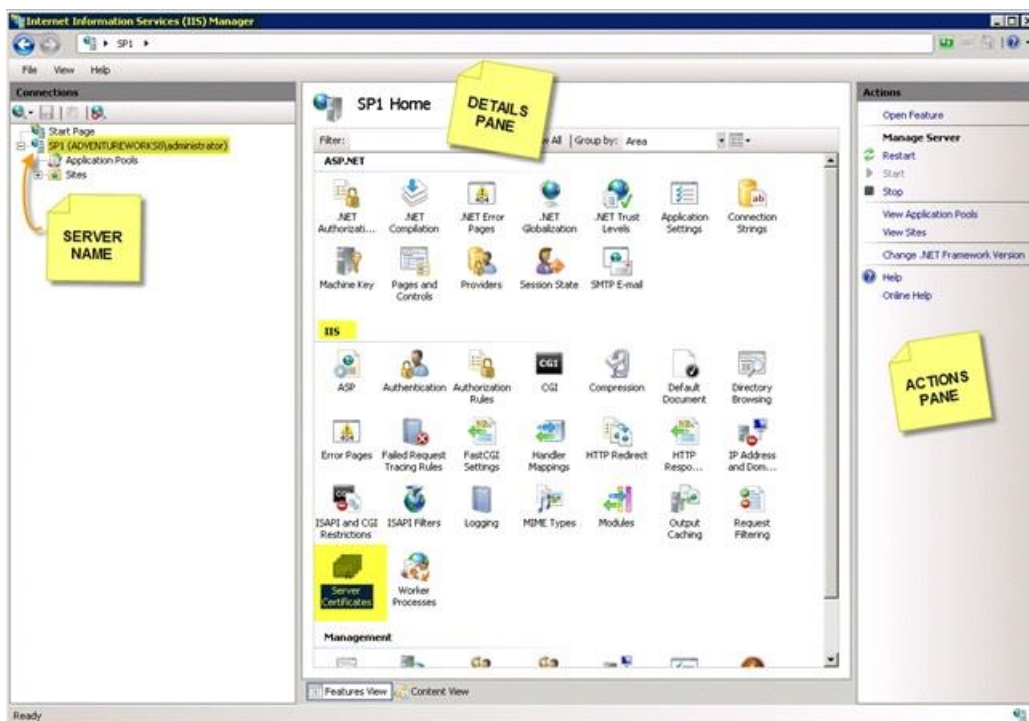 Internet Information Services (IIS) Manager
SP1
File View Help
Connections
Start Page
SP1 (ADVENTUREWORKS8\administrator)
Application Pools
Sites
SERVER
NAME
SP1 Home
DETAILS
PANE
Filter:
All
Group by: Area
ASP.NET
.NET
Authorizati...
.NET
Compilation
.NET Error
Pages
.NET
Globalization
.NET Trust
Levels
Application
Settings
Connection
Strings
Machine Key
Pages and
Controls
Providers
Session State
SMTP E-mail
IIS
ASP
Authentication
Authorization
Rules
CGI
CGI
Compression
Default
Document
Directory
Browsing
Error Pages
Failed Request
Tracing Rules
FastCGI
Settings
Handler
Mappings
HTTP Redirect
HTTP
Respo...
IP Address
and Dom...
ISAPI and CGI
Restrictions
ISAPI Filters
Logging
MIME Types
Modules
Output
Caching
Request
Filtering
Server
Certificates
Worker
Processes
Management
Features View
Content View
Actions
Open Feature
Manage Server
Restart
Start
Stop
View Application Pools
View Sites
Change .NET Framework Version
Help
Online Help
ACTIONS
PANE
Ready